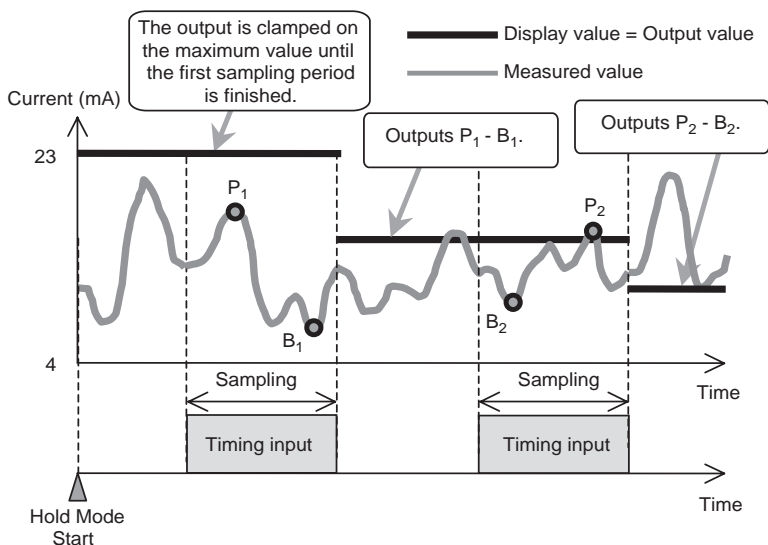 The output is clamped on
the maximum value until
the first sampling period
is finished.
Display value = Output value
Measured value
Current (mA)
Outputs P1 - B1.
Outputs P2 - B2.
23
P1
P2
B1
B2
4
Sampling
Sampling
Time
Timing input
Timing input
Time
Hold Mode
Start